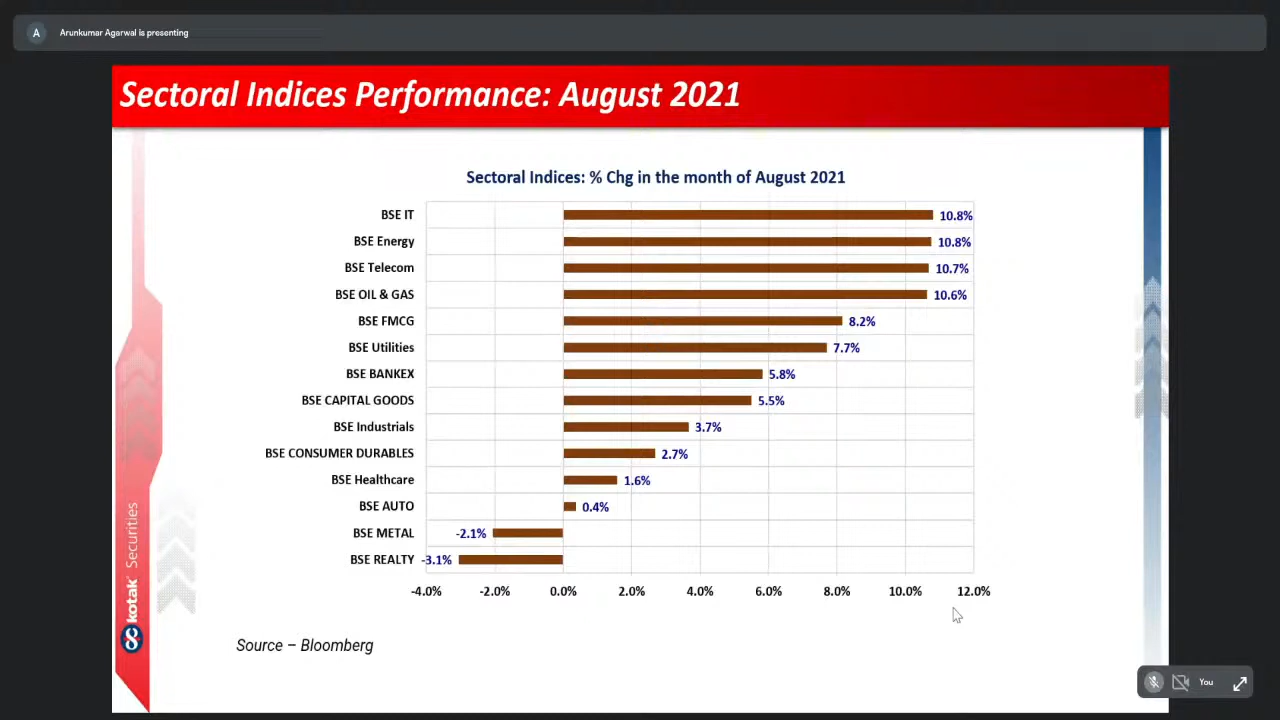 A
Arunkumar Agarwal is presenting
Sectoral Indices Performance: August 2021
Sectoral Indices: % Chg in the month of August 2021
BSE IT 10.8%
BSE Energy 10.8%
BSE Telecom 10.7%
BSE OIL & GAS 10.6%
BSE FMCG 8.2%
BSE Utilities 7.7%
BSE BANKEX 5.8%
BSE CAPITAL GOODS 5.5%
BSE Industrials 3.7%
BSE CONSUMER DURABLES 2.7%
BSE Healthcare 1.6%
BSE AUTO 0.4%
BSE METAL -2.1%
BSE REALTY -3.1%
-4.0% -2.0% 0.0% 2.0% 4.0% 6.0% 8.0% 10.0% 12.0%
Source – Bloomberg
kotak Securities
You